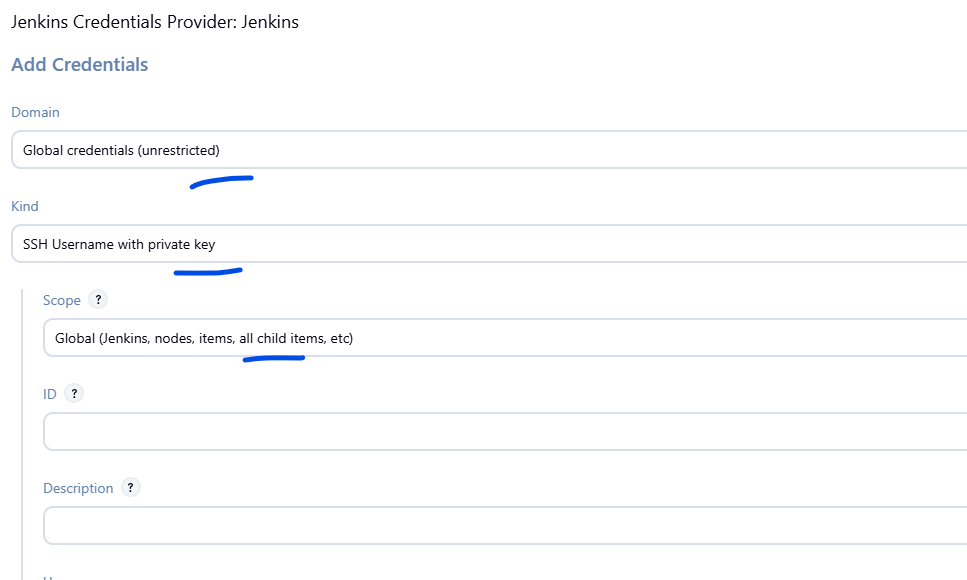 Jenkins Credentials Provider: Jenkins
Add Credentials
Domain
Global credentials (unrestricted)
Kind
SSH Username with private key
Scope ?
Global (Jenkins, nodes, items, all child items, etc)
ID ?
Description ?